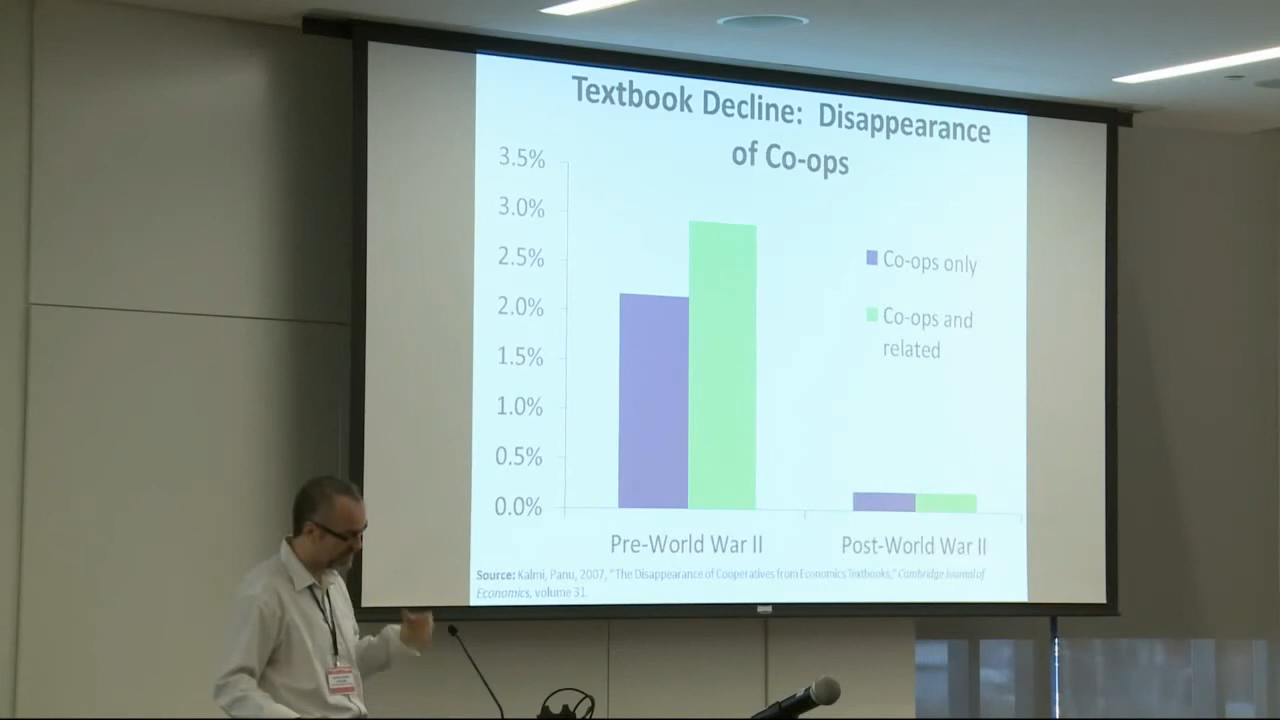 Textbook Decline: Disappearance
of Co-ops
3.5%
3.0%
2.5%
2.0%
1.5%
1.0%
0.5%
0.0%
Co-ops only
Co-ops and
related
Pre-World War II
Post-World War II
Source: Kalmi, Panu, 2007, "The Disappearance of Cooperatives from Economics Textbooks," Cambridge Journal of
Economics, volume 31.